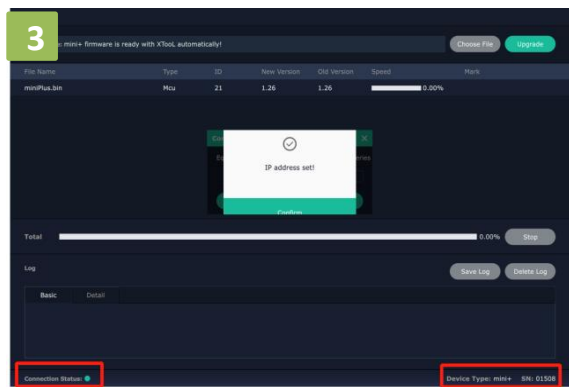 3
: mini+ firmware is ready with XTooL automatically!
Choose File
Upgrade
File Name Type ID New Version Old Version Speed Mark
miniPlus.bin Mcu 21 1.26 1.26 0.00%
IP address set!
Confirm
Total 0.00% Stop
Log
Save Log Delete Log
Basic Detail
Connection Status: Device Type: mini+ SN: 01508